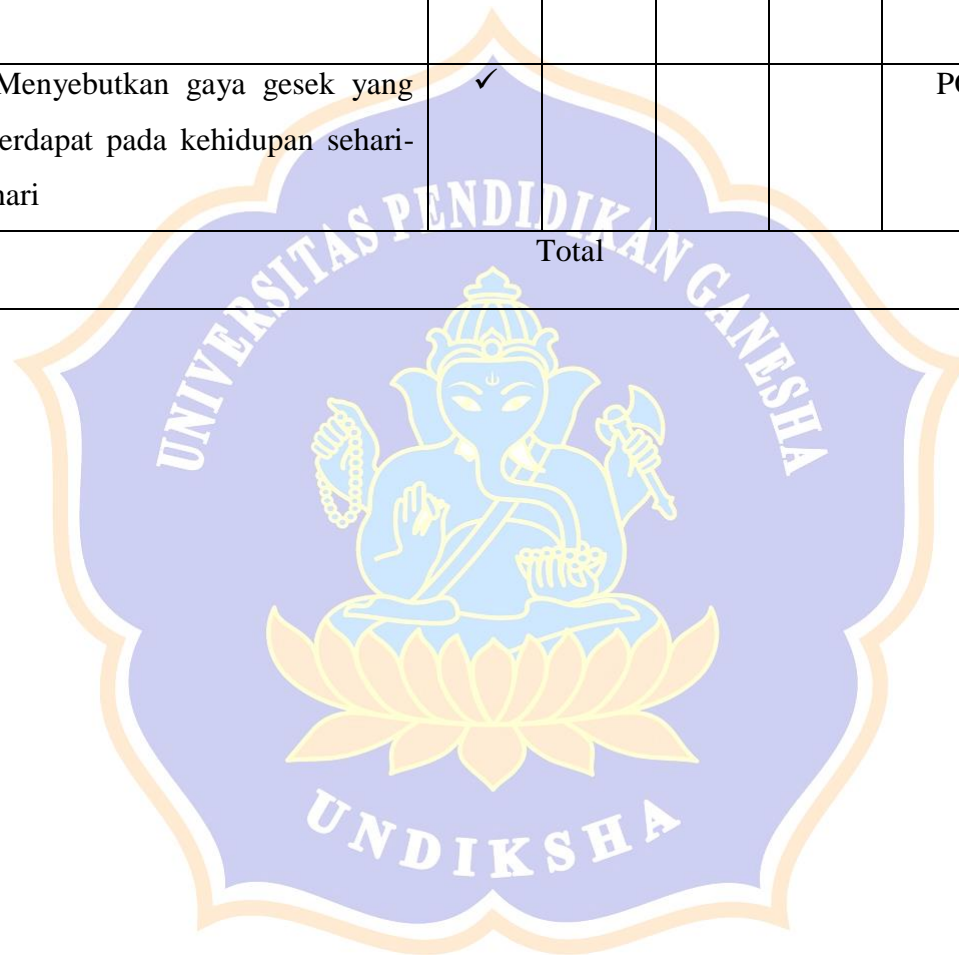 Menyebutkan gaya gesek yang ✓
erdapat pada kehidupan sehari-
hari
Total
UNIVERSITAS PENDIDIKAN GANESHA
UNDIKSHA